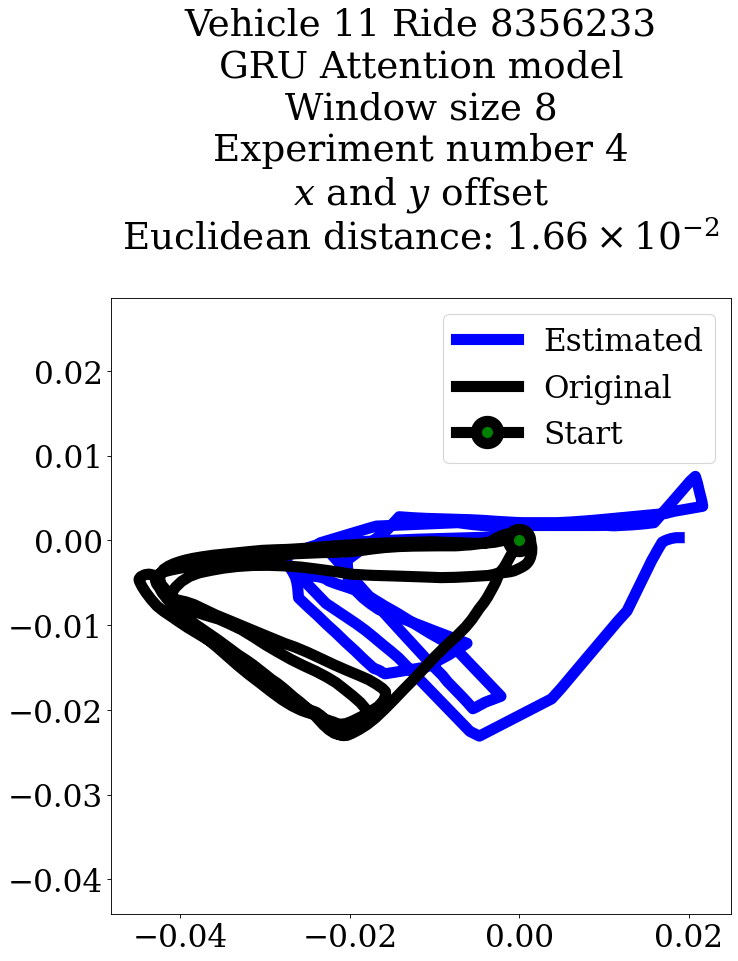 Vehicle 11 Ride 8356233
GRU Attention model
Window size 8
Experiment number 4
x and y offset
Euclidean distance: 1.66 × 10⁻²
Estimated
Original
Start
0.02
0.01
0.00
−0.01
−0.02
−0.03
−0.04
−0.04 −0.02 0.00 0.02